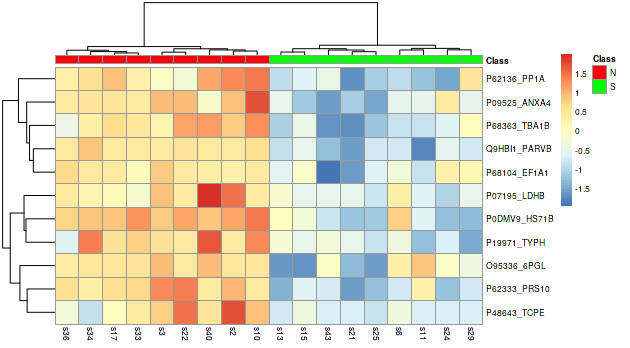 Class
P62136_PP1A
P09525_ANXA4
P68363_TBA1B
Q9HBI1_PARVB
P68104_EF1A1
P07195_LDHB
P0DMV9_HS71B
P19971_TYPH
O95336_6PGL
P62333_PRS10
P48643_TCPE
s36 s34 s17 s33 s3 s22 s40 s2 s10 s13 s15 s43 s21 s25 s6 s11 s24 s29
1.5
1
0.5
0
-0.5
-1
-1.5
Class
N
S